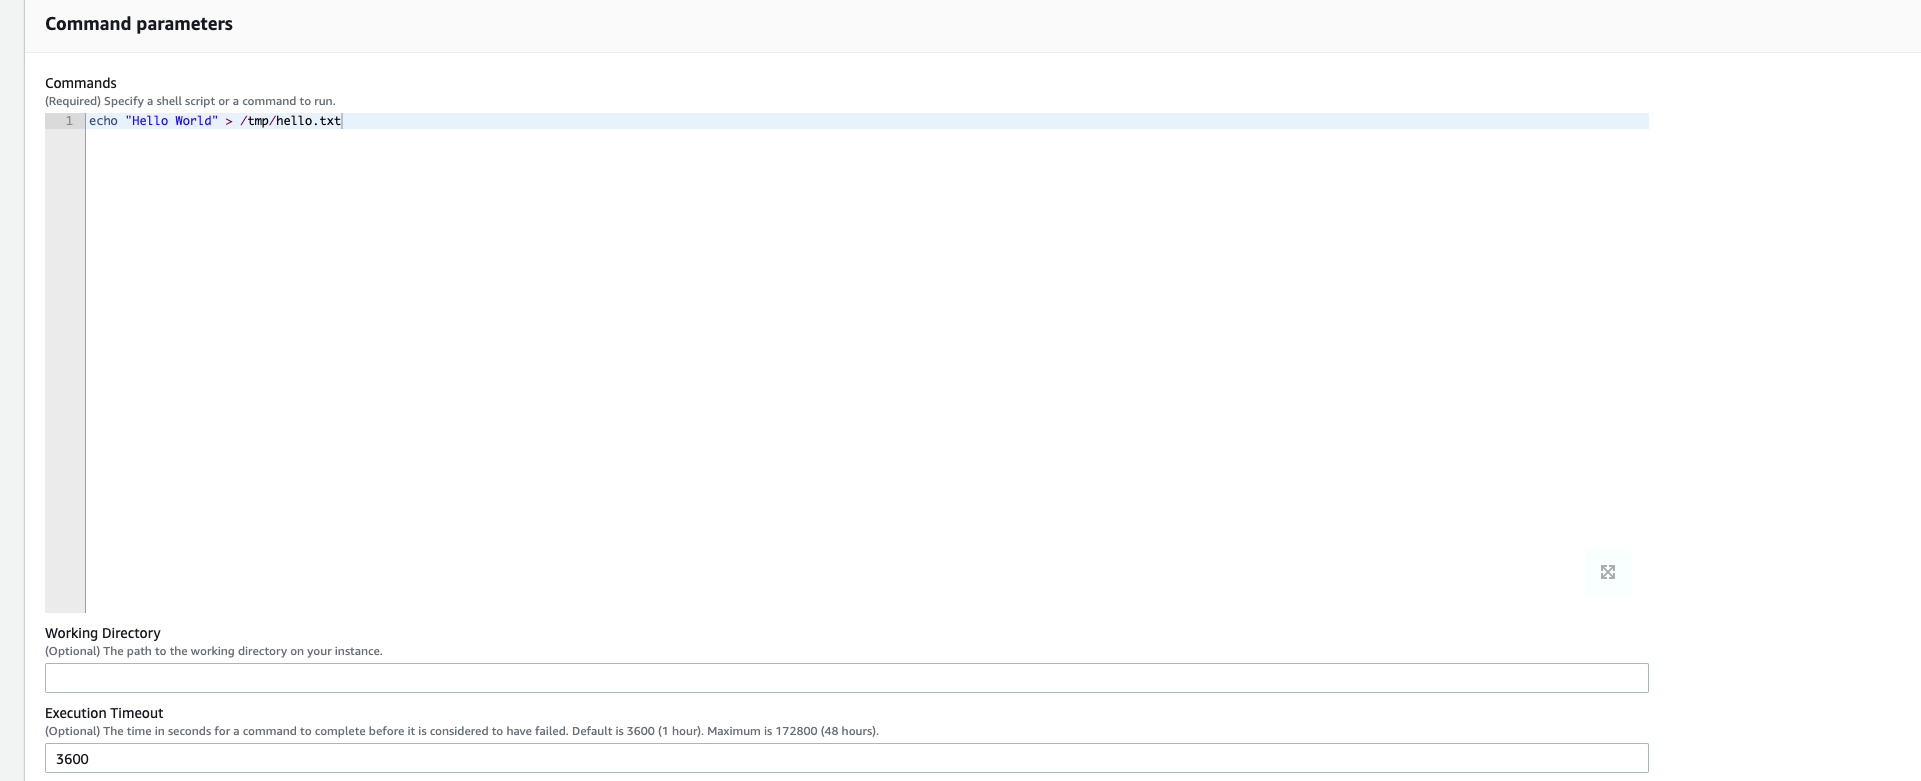 Command parameters
Commands
(Required) Specify a shell script or a command to run.
1 echo "Hello World" > /tmp/hello.txt
Working Directory
(Optional) The path to the working directory on your instance.
Execution Timeout
(Optional) The time in seconds for a command to complete before it is considered to have failed. Default is 3600 (1 hour). Maximum is 172800 (48 hours).
3600